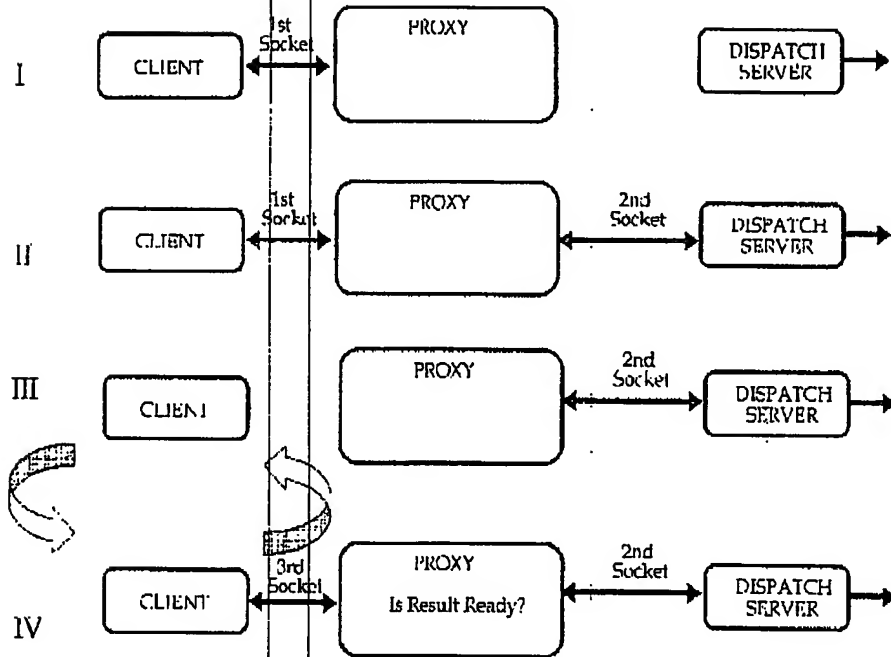 I
CLIENT
1st
Socket
PROXY
DISPATCH
SERVER
II
CLIENT
1st
Socket
PROXY
2nd
Socket
DISPATCH
SERVER
III
CLIENT
PROXY
2nd
Socket
DISPATCH
SERVER
IV
CLIENT
3rd
Socket
PROXY
Is Result Ready?
2nd
Socket
DISPATCH
SERVER